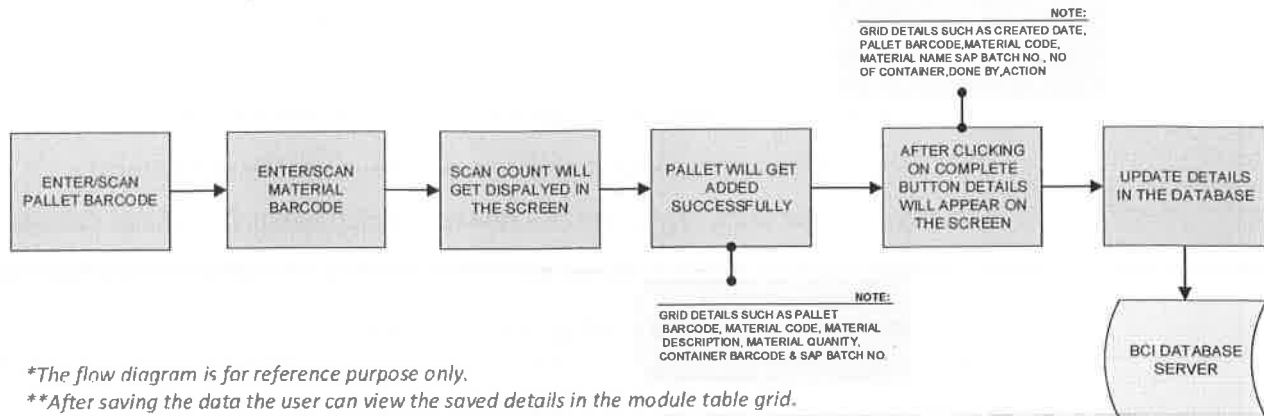 NOTE:
GRID DETAILS SUCH AS CREATED DATE,
PALLET BARCODE,MATERIAL CODE,
MATERIAL NAME SAP BATCH NO , NO
OF CONTAINER,DONE BY,ACTION
ENTER/SCAN
PALLET BARCODE
ENTER/SCAN
MATERIAL
BARCODE
SCAN COUNT WILL
GET DISPALYED IN
THE SCREEN
PALLET WILL GET
ADDED
SUCCESSFULLY
AFTER CLICKING
ON COMPLETE
BUTTON DETAILS
WILL APPEAR ON
THE SCREEN
UPDATE DETAILS
IN THE DATABASE
NOTE:
GRID DETAILS SUCH AS PALLET
BARCODE, MATERIAL CODE, MATERIAL
DESCRIPTION, MATERIAL QUANITY,
CONTAINER BARCODE & SAP BATCH NO
BCI DATABASE
SERVER
*The flow diagram is for reference purpose only.
**After saving the data the user can view the saved details in the module table grid.